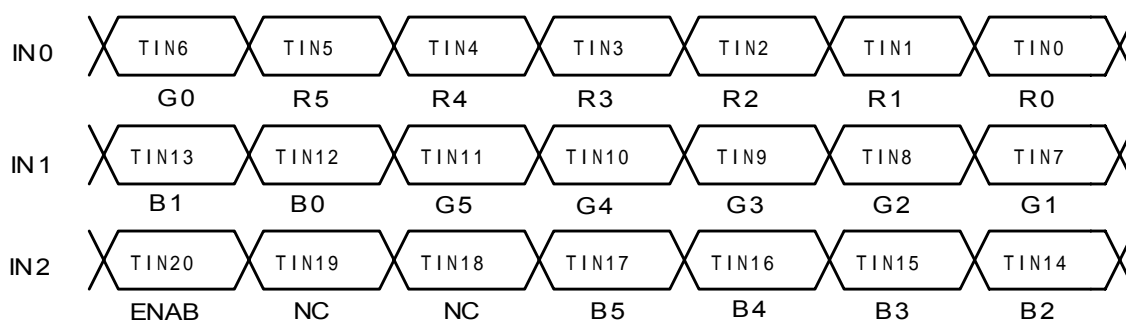 IN0 TIN6 TIN5 TIN4 TIN3 TIN2 TIN1 TIN0
G0 R5 R4 R3 R2 R1 R0
IN1 TIN13 TIN12 TIN11 TIN10 TIN9 TIN8 TIN7
B1 B0 G5 G4 G3 G2 G1
IN2 TIN20 TIN19 TIN18 TIN17 TIN16 TIN15 TIN14
ENAB NC NC B5 B4 B3 B2